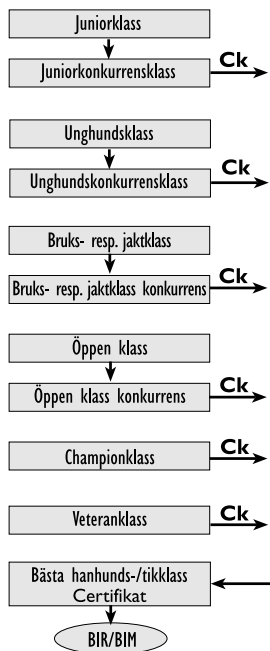 Juniorklass
Juniorkonkurrensklass
Ck
Unghundsklass
Unghundskonkurrensklass
Ck
Bruks- resp. jaktklass
Bruks- resp. jaktklass konkurrens
Ck
Öppen klass
Öppen klass konkurrens
Ck
Championklass
Ck
Veteranklass
Ck
Bästa hanhunds-/tikklass
Certifikat
BIR/BIM